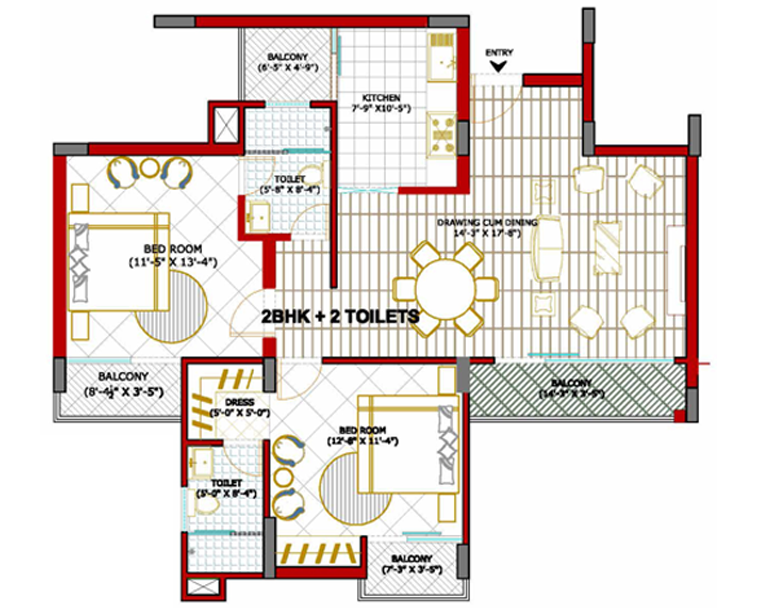 ENTRY
BALCONY
(6'-5" X 4'-9")
KITCHEN
7'-9" X10'-5")
TOILET
(5'-8" X 8'-4")
DRAWING CUM DINING
14'-3" X 17'-8")
BED ROOM
(11'-5" X 13'-4")
2BHK + 2 TOILETS
BALCONY
(8'-4½" X 3'-5")
DRESS
(5'-0" X 5'-0")
BALCONY
(14'-3" X 3'-5")
BED ROOM
(12'-8" X 11'-4")
TOILET
(5'-0" X 8'-4")
BALCONY
(7'-3" X 3'-5")